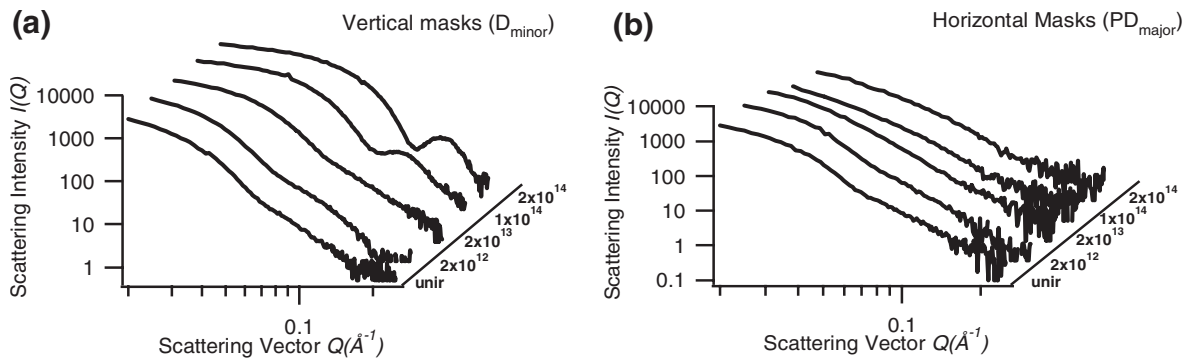 (a)
Vertical masks (D_minor)
Scattering Intensity I(Q)
10000
1000
100
10
1
0.1
Scattering Vector Q(Å⁻¹)
unir
2x10¹²
2x10¹³
1x10¹⁴
2x10¹⁴
(b)
Horizontal Masks (PD_major)
Scattering Intensity I(Q)
10000
1000
100
10
1
0.1
0.1
Scattering Vector Q(Å⁻¹)
unir
2x10¹²
2x10¹³
1x10¹⁴
2x10¹⁴